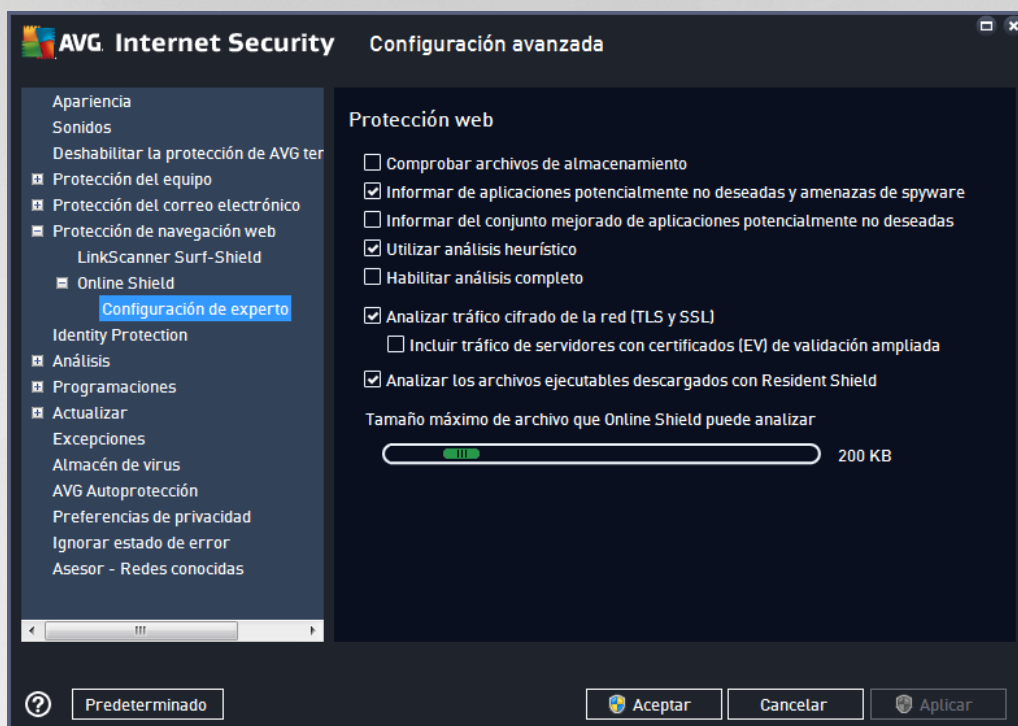 AVG. Internet Security
Configuración avanzada
Apariencia
Sonidos
Deshabilitar la protección de AVG ter
Protección del equipo
Protección del correo electrónico
Protección de navegación web
LinkScanner Surf-Shield
Online Shield
Configuración de experto
Identity Protection
Análisis
Programaciones
Actualizar
Excepciones
Almacén de virus
AVG Autoprotección
Preferencias de privacidad
Ignorar estado de error
Asesor - Redes conocidas
Protección web
Comprobar archivos de almacenamiento
Informar de aplicaciones potencialmente no deseadas y amenazas de spyware
Informar del conjunto mejorado de aplicaciones potencialmente no deseadas
Utilizar análisis heurístico
Habilitar análisis completo
Analizar tráfico cifrado de la red (TLS y SSL)
Incluir tráfico de servidores con certificados (EV) de validación ampliada
Analizar los archivos ejecutables descargados con Resident Shield
Tamaño máximo de archivo que Online Shield puede analizar
200 KB
Predeterminado
Aceptar
Cancelar
Aplicar